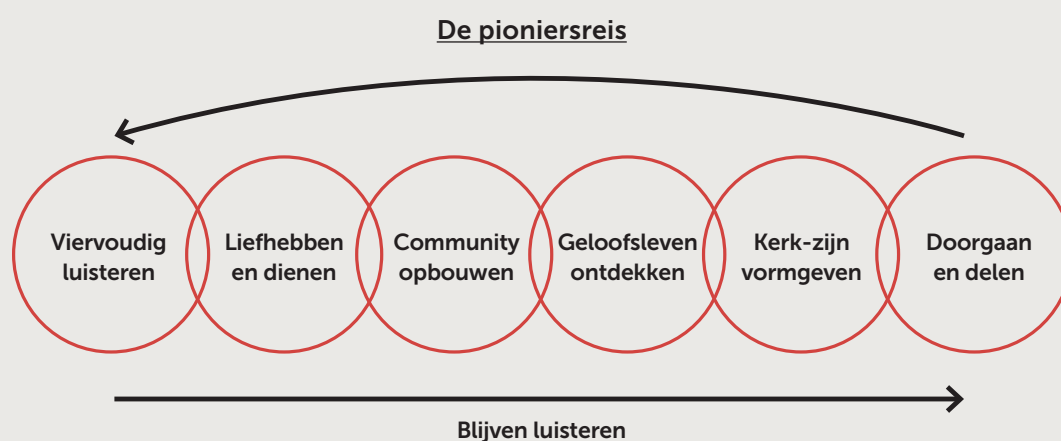 De pioniersreis
Viervoudig
luisteren
Liefhebben
en dienen
Community
opbouwen
Geloofsleven
ontdekken
Kerk-zijn
vormgeven
Doorgaan
en delen
Blijven luisteren